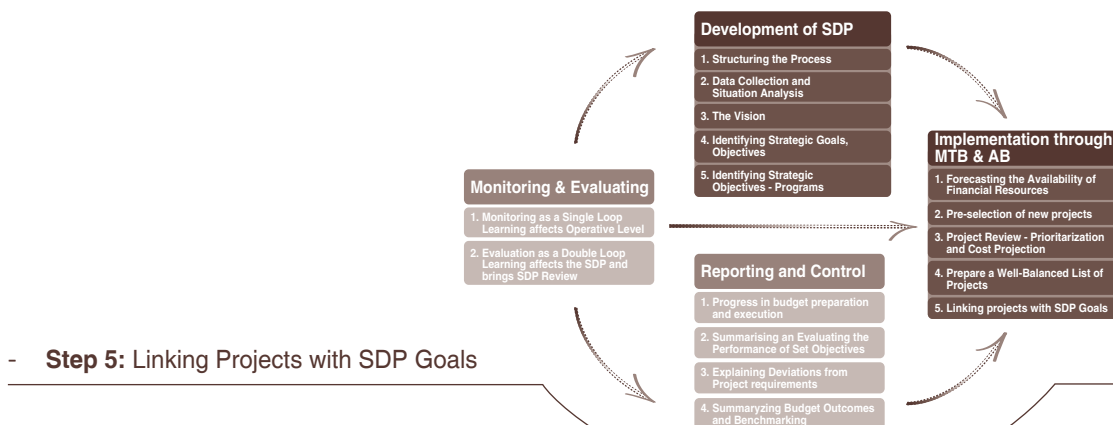 Development of SDP
1. Structuring the Process
2. Data Collection and
Situation Analysis
3. The Vision
4. Identifying Strategic Goals,
Objectives
5. Identifying Strategic
Objectives - Programs
Implementation through
MTB & AB
1. Forecasting the Availability of
Financial Resources
2. Pre-selection of new projects
3. Project Review - Prioritarization
and Cost Projection
4. Prepare a Well-Balanced List of
Projects
5. Linking projects with SDP Goals
Monitoring & Evaluating
1. Monitoring as a Single Loop
Learning affects Operative Level
2. Evaluation as a Double Loop
Learning affects the SDP and
brings SDP Review
Reporting and Control
1. Progress in budget preparation
and execution
2. Summarising an Evaluating the
Performance of Set Objectives
3. Explaining Deviations from
Project requirements
4. Summaryzing Budget Outcomes
and Benchmarking
- Step 5: Linking Projects with SDP Goals